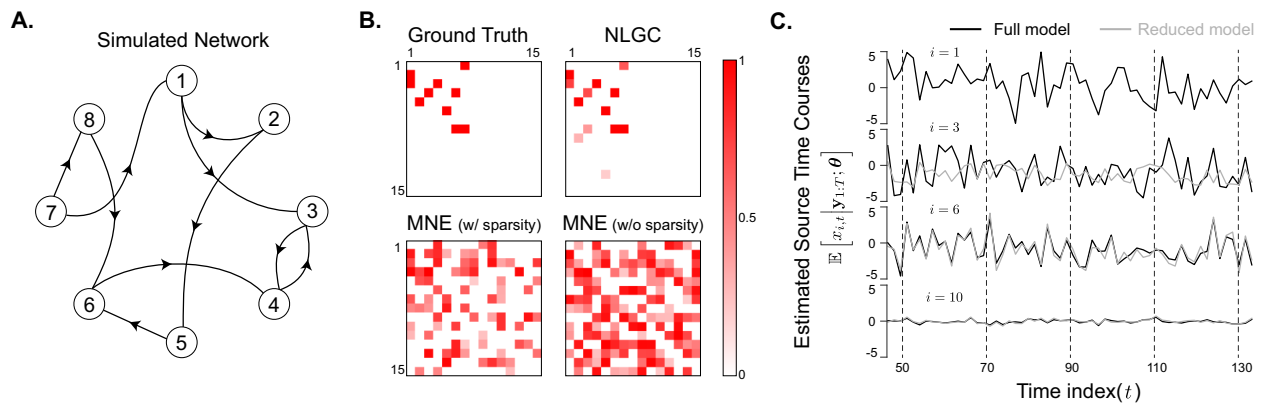 A.
Simulated Network
1
2
3
4
5
6
7
8
B.
Ground Truth
1 15
1
15
NLGC
1 15
MNE (w/ sparsity)
1
15
MNE (w/o sparsity)
1
0.5
0
C.
Full model
Reduced model
Estimated Source Time Courses
𝔼[x_{i,t}|y_{1:T};θ]
i = 1
5
0
-5
i = 3
5
0
-5
i = 6
5
0
-5
i = 10
5
0
-5
50 70 90 110 130
Time index(t)